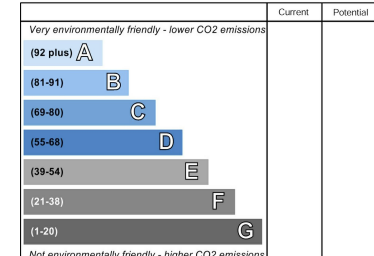 Current Potential
Very environmentally friendly - lower CO2 emissions
(92 plus) A
(81-91) B
(69-80) C
(55-68) D
(39-54) E
(21-38) F
(1-20) G
Not environmentally friendly - higher CO2 emissions